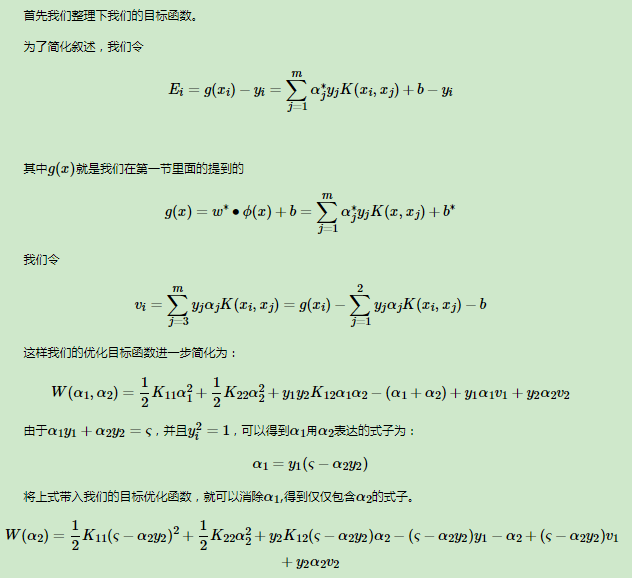 首先我们整理下我们的目标函数。
为了简化叙述，我们令
$$E_i = g(x_i) - y_i = \sum_{j=1}^{m} \alpha_j^* y_j K(x_i, x_j) + b - y_i$$
其中$g(x)$就是我们在第一节里面的提到的
$$g(x) = w^* \bullet \phi(x) + b = \sum_{j=1}^{m} \alpha_j^* y_j K(x, x_j) + b^*$$
我们令
$$v_i = \sum_{j=3}^{m} y_j \alpha_j K(x_i, x_j) = g(x_i) - \sum_{j=1}^{2} y_j \alpha_j K(x_i, x_j) - b$$
这样我们的优化目标函数进一步简化为：
$$W(\alpha_1, \alpha_2) = \frac{1}{2} K_{11} \alpha_1^2 + \frac{1}{2} K_{22} \alpha_2^2 + y_1 y_2 K_{12} \alpha_1 \alpha_2 - (\alpha_1 + \alpha_2) + y_1 \alpha_1 v_1 + y_2 \alpha_2 v_2$$
由于$\alpha_1 y_1 + \alpha_2 y_2 = \varsigma$，并且$y_i^2 = 1$，可以得到$\alpha_1$用$\alpha_2$表达的式子为：
$$\alpha_1 = y_1(\varsigma - \alpha_2 y_2)$$
将上式带入我们的目标优化函数，就可以消除$\alpha_1$,得到仅仅包含$\alpha_2$的式子。
$$W(\alpha_2) = \frac{1}{2} K_{11} (\varsigma - \alpha_2 y_2)^2 + \frac{1}{2} K_{22} \alpha_2^2 + y_2 K_{12} (\varsigma - \alpha_2 y_2) \alpha_2 - (\varsigma - \alpha_2 y_2) y_1 - \alpha_2 + (\varsigma - \alpha_2 y_2) v_1$$
$$+ y_2 \alpha_2 v_2$$